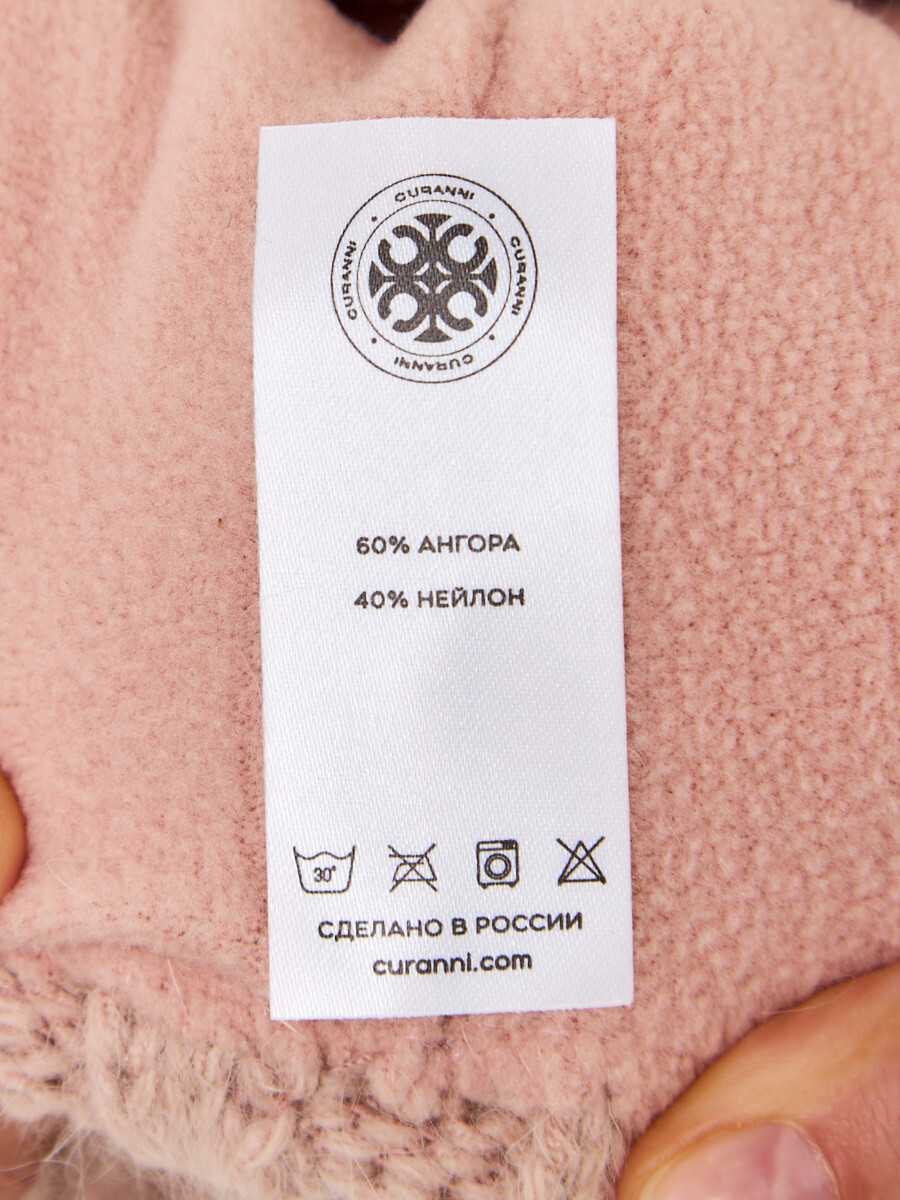 CURANNI
CURANNI
CURANNI
CURANNI
60% АНГОРА
40% НЕЙЛОН
30°
СДЕЛАНО В РОССИИ
curanni.com